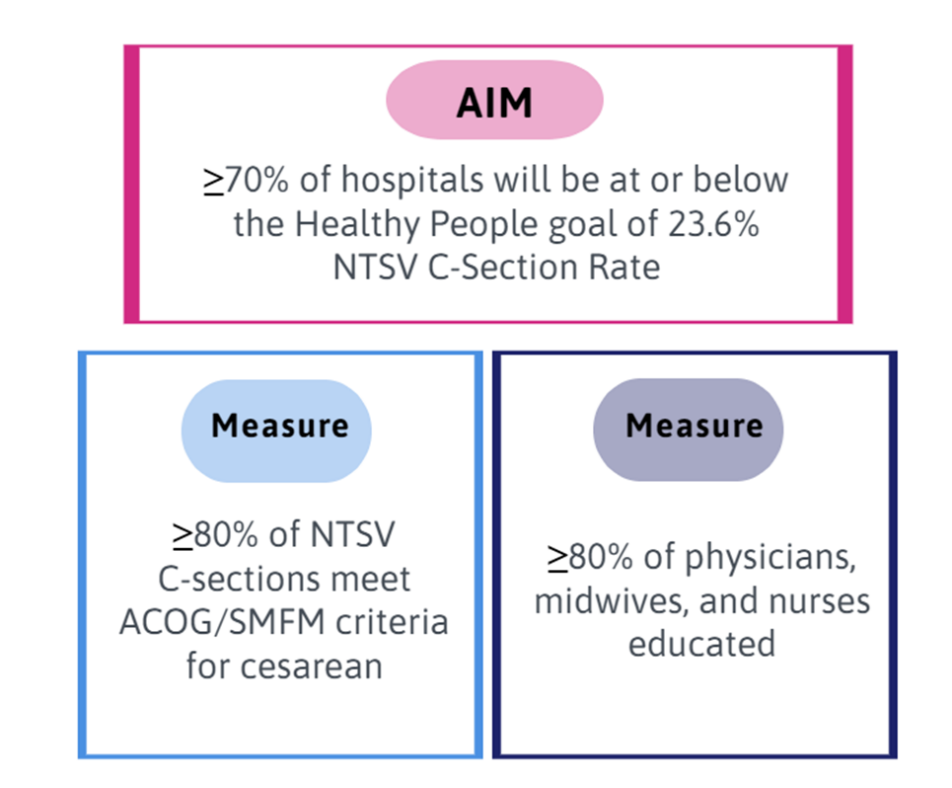 AIM
≥70% of hospitals will be at or below
the Healthy People goal of 23.6%
NTSV C-Section Rate
Measure
≥80% of NTSV
C-sections meet
ACOG/SMFM criteria
for cesarean
Measure
≥80% of physicians,
midwives, and nurses
educated